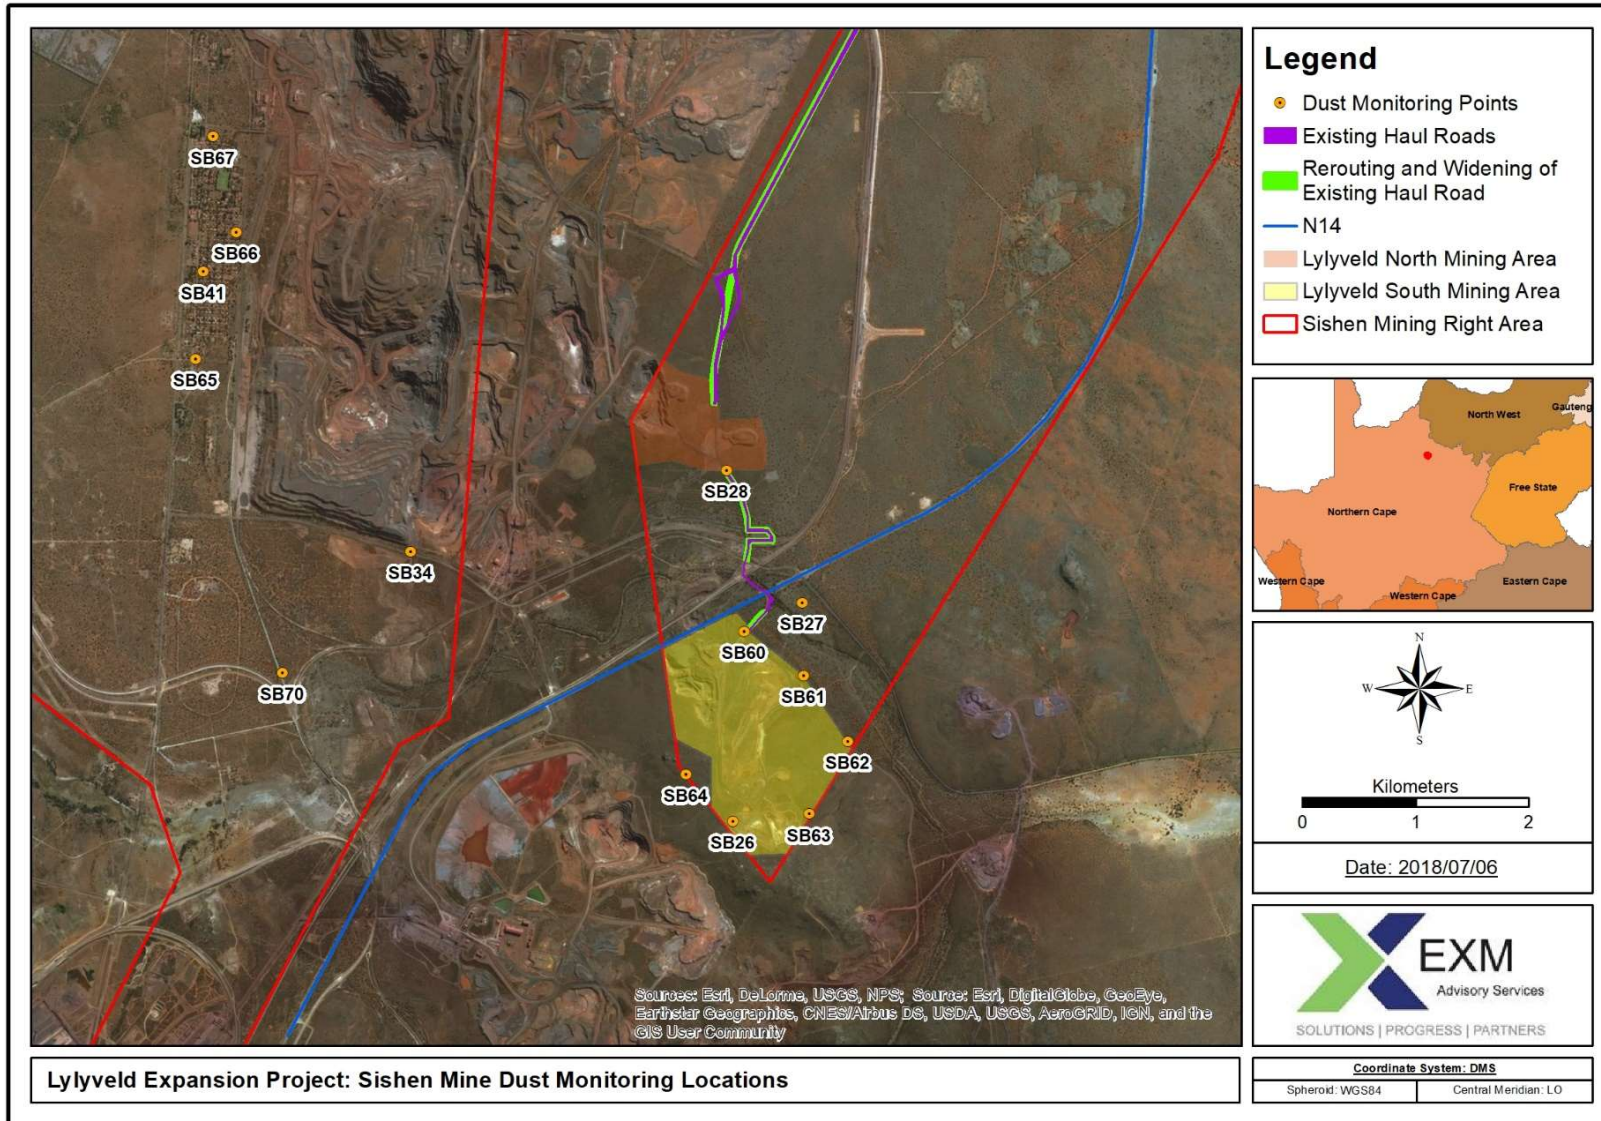 SB67
SB66
SB41
SB65
SB34
SB70
SB28
SB27
SB60
SB61
SB62
SB64
SB26
SB63
Sources: Esri, DeLorme, USGS, NPS; Source: Esri, DigitalGlobe, GeoEye,
Earthstar Geographics, CNES/Airbus DS, USDA, USGS, AeroGRID, IGN, and the
GIS User Community
Lylyveld Expansion Project: Sishen Mine Dust Monitoring Locations
Legend
Dust Monitoring Points
Existing Haul Roads
Rerouting and Widening of
Existing Haul Road
N14
Lylyveld North Mining Area
Lylyveld South Mining Area
Sishen Mining Right Area
North West
Gauteng
Free State
Northern Cape
Western Cape
Eastern Cape
Western Cape
N
W E
S
Kilometers
0 1 2
Date: 2018/07/06
EXM
Advisory Services
SOLUTIONS | PROGRESS | PARTNERS
Coordinate System: DMS
Spheroid: WGS84 Central Meridian: LO